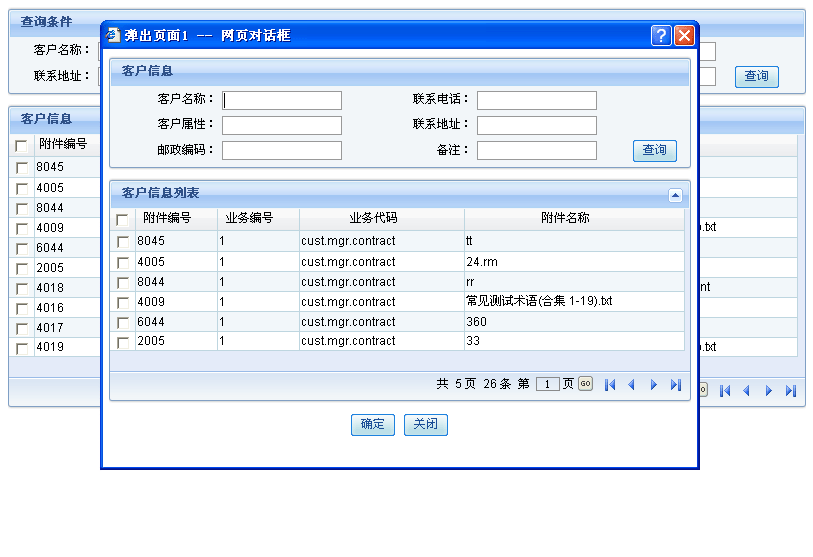 查询条件
弹出页面1 -- 网页对话框
客户名称：
联系地址：
查询
客户信息
附件编号
8045
4005
8044
4009
6044
2005
4018
4016
4017
4019
.txt
nt
.txt
客户信息
客户名称：
联系电话：
客户属性：
联系地址：
邮政编码：
备注：
查询
客户信息列表
附件编号 业务编号 业务代码 附件名称
8045 1 cust.mgr.contract tt
4005 1 cust.mgr.contract 24.rm
8044 1 cust.mgr.contract rr
4009 1 cust.mgr.contract 常见测试术语(合集 1-19).txt
6044 1 cust.mgr.contract 360
2005 1 cust.mgr.contract 33
共 5页 26条 第 1 页 GO
确定 关闭